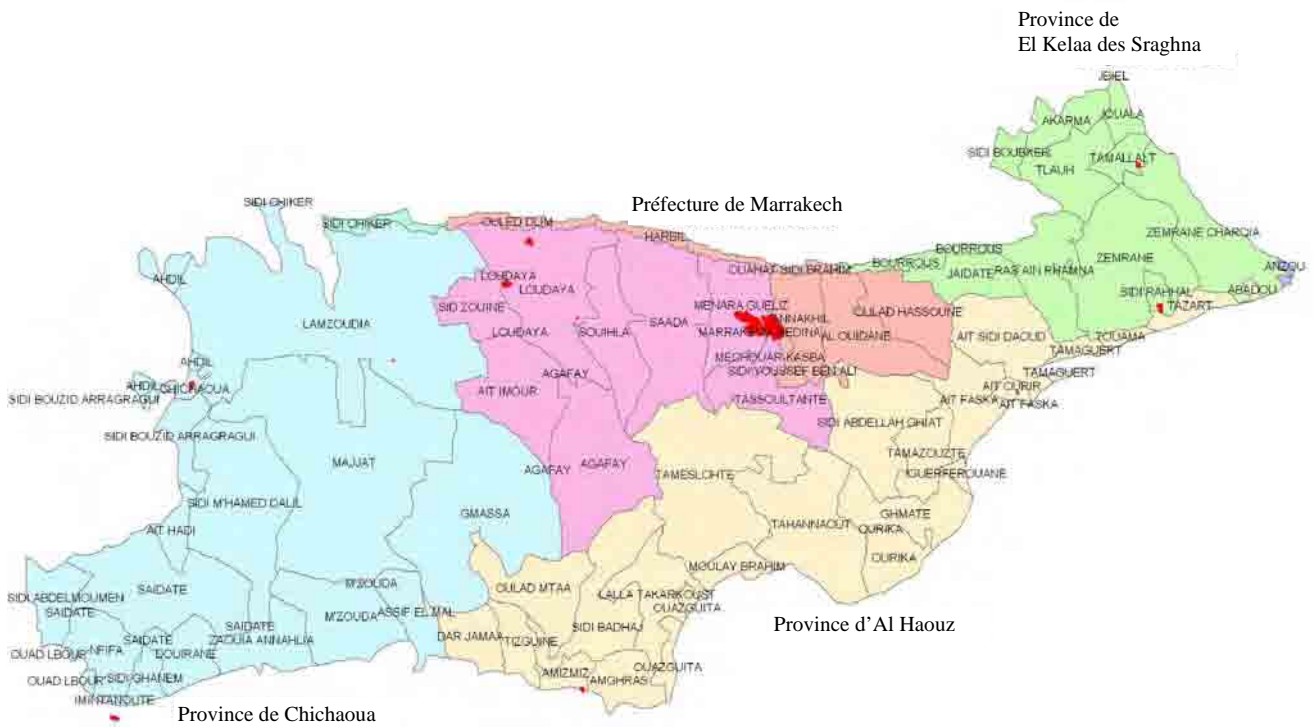 Province de
El Kelaa des Sraghna
JBIEL
JOUALA
AKARMA
SIDI BOUBKER
TAMALLALT
TLAUH
SIDI CHIKER
Préfecture de Marrakech
SIDI CHIKER
OULED DLIM
HARBIL
ZEMRANE CHARQIA
BOURROUS
BOURROUS
ZEMRANE
ANZOU
AHDIL
LOUDAYA
LOUDAYA
OUAHAT SIDI BRAHIM
JAIDATE
RAS AIN RHAMNA
SIDI RAHHAL
ABADOU
TAZART
SID ZOUINE
MENARA GUELIZ
ANNAKHIL
OULAD HASSOUNE
LAMZOUDIA
LOUDAYA
SOUIHLA
SAADA
MARRAKECH MEDINA
AL OUIDANE
AIT SIDI DAOUD
TOUAMA
TAMAGUERT
AHDIL
MECHOUAR-KASBA
SIDI YOUSSEF BEN ALI
TAMAGUERT
AHDIL
CHICHAOUA
AGAFAY
AIT IMOUR
AIT OURIR
SIDI BOUZID ARRAGRAGUI
TASSOULTANTE
AIT FASKA
AIT FASKA
SIDI ABDELLAH GHIAT
SIDI BOUZID ARRAGRAGUI
MAJJAT
AGAFAY
AGAFAY
TAMESLOHTE
TAMAZOUZTE
IGUERFEROUANE
SIDI M'HAMED DALIL
GMASSA
GHMATE
AIT HADI
TAHANNAOUT
OURIKA
OURIKA
MOULAY BRAHIM
M'ZOUDA
OULAD MTAA
SAIDATE
LALLA TAKARKOUST
SIDI ABDELMOUMEN
SAIDATE
M'ZOUDA
ASSIF EL MAL
OUAZGUITA
SAIDATE
SIDI BADHAJ
Province d'Al Haouz
SAIDATE
ZAOUIA ANNAHLIA
DAR JAMAA
TIZGUINE
OUAD LBOUR
NFIFA
DOUIRANE
OUAZGUITA
OUAD LBOUR
SIDI GHANEM
AMIZMIZ
TAMGHRAS
IMINTANOUTE
Province de Chichaoua